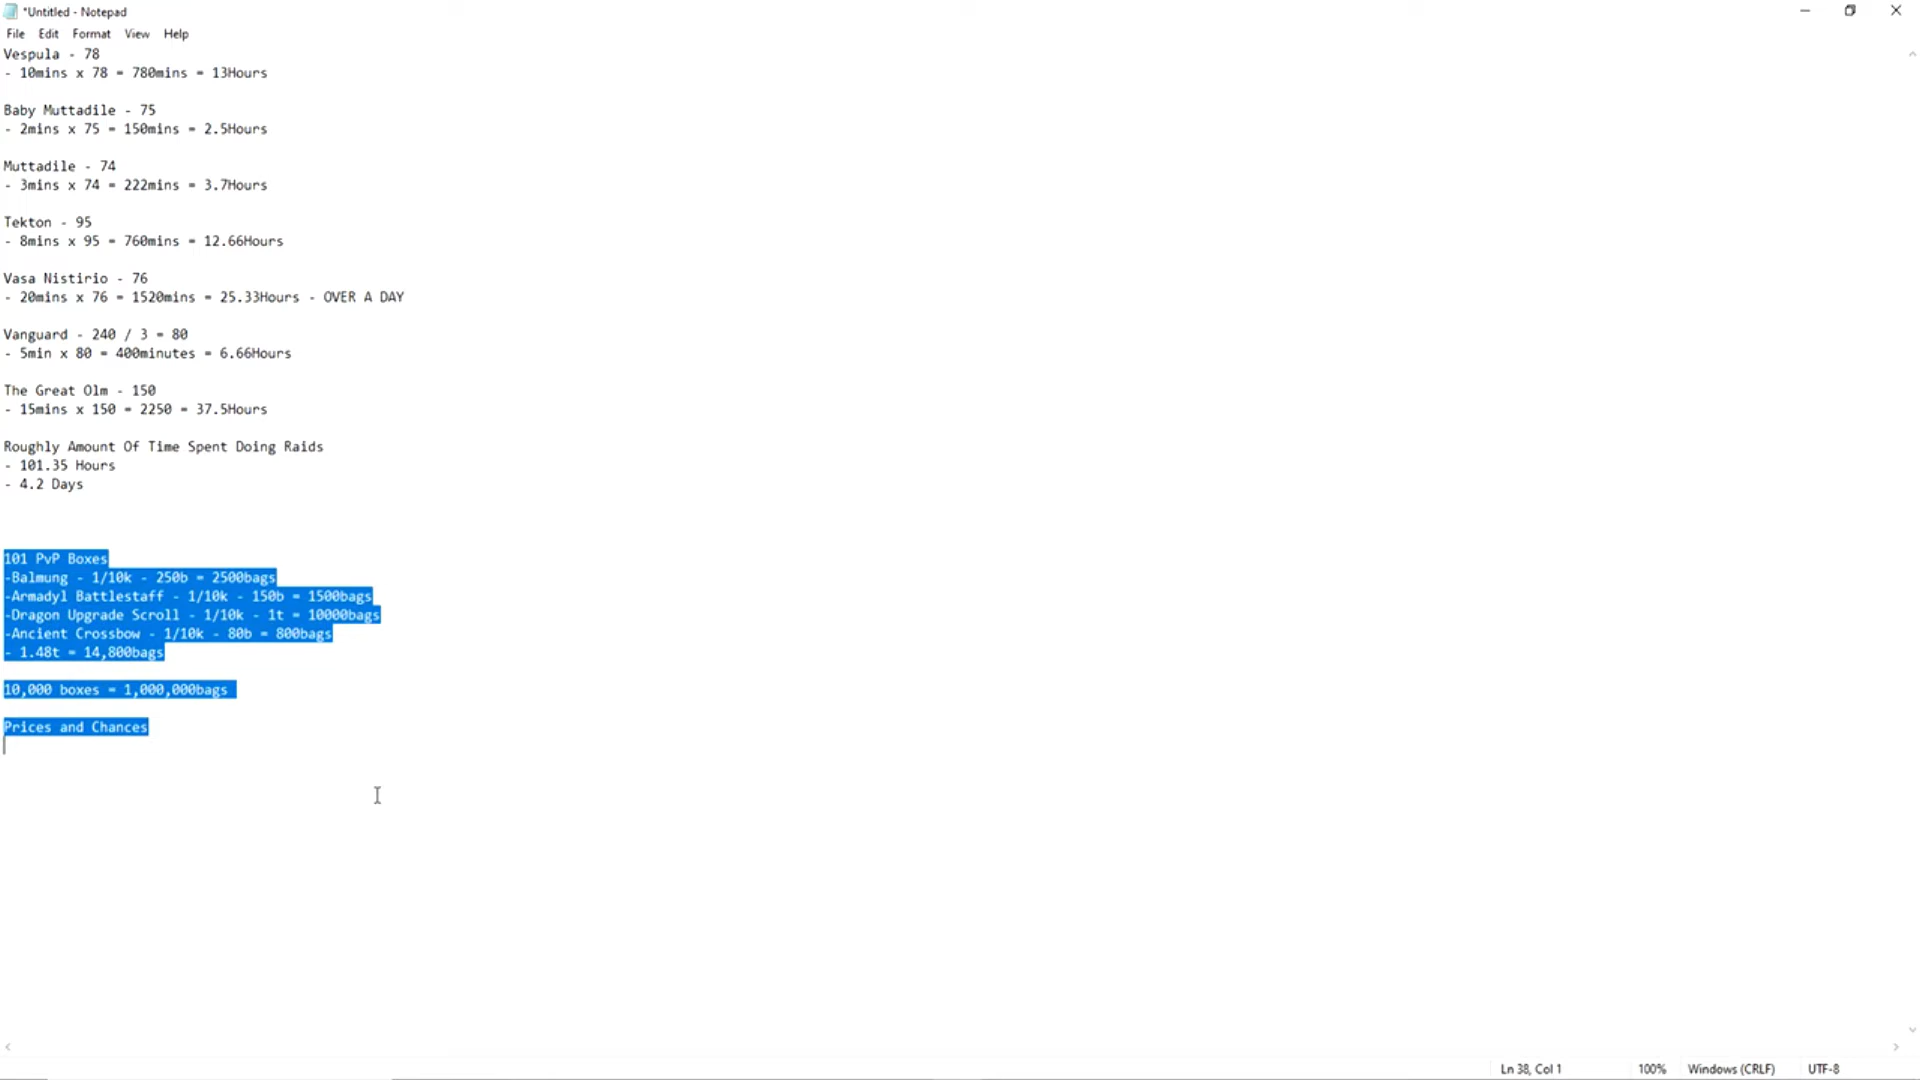 *Untitled - Notepad
File Edit Format View Help
Vespula - 78
- 10mins x 78 = 780mins = 13Hours
Baby Muttadile - 75
- 2mins x 75 = 150mins = 2.5Hours
Muttadile - 74
- 3mins x 74 = 222mins = 3.7Hours
Tekton - 95
- 8mins x 95 = 760mins = 12.66Hours
Vasa Nistirio - 76
- 20mins x 76 = 1520mins = 25.33Hours - OVER A DAY
Vanguard - 240 / 3 = 80
- 5min x 80 = 400minutes = 6.66Hours
The Great Olm - 150
- 15mins x 150 = 2250 = 37.5Hours
Roughly Amount Of Time Spent Doing Raids
- 101.35 Hours
- 4.2 Days
101 PvP Boxes
-Balmung - 1/10k - 250b = 2500bags
-Armadyl Battlestaff - 1/10k - 150b = 1500bags
-Dragon Upgrade Scroll - 1/10k - 1t = 10000bags
-Ancient Crossbow - 1/10k - 80b = 800bags
- 1.48t = 14,800bags
10,000 boxes = 1,000,000bags
Prices and Chances
Ln 38, Col 1 100% Windows (CRLF) UTF-8